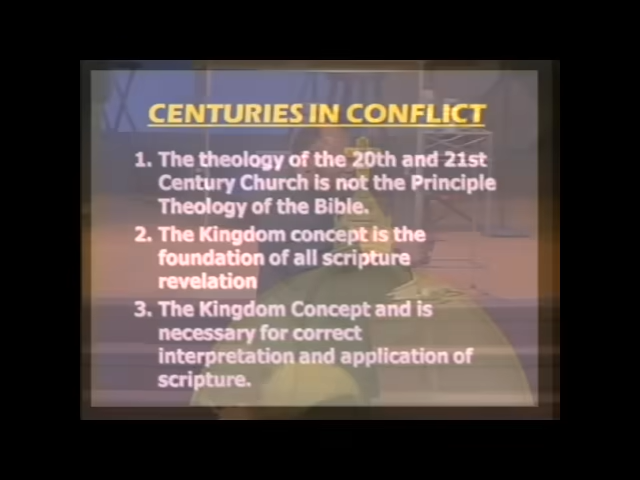 CENTURIES IN CONFLICT
1. The theology of the 20th and 21st
Century Church is not the Principle
Theology of the Bible.
2. The Kingdom concept is the
foundation of all scripture
revelation
3. The Kingdom Concept and is
necessary for correct
interpretation and application of
scripture.